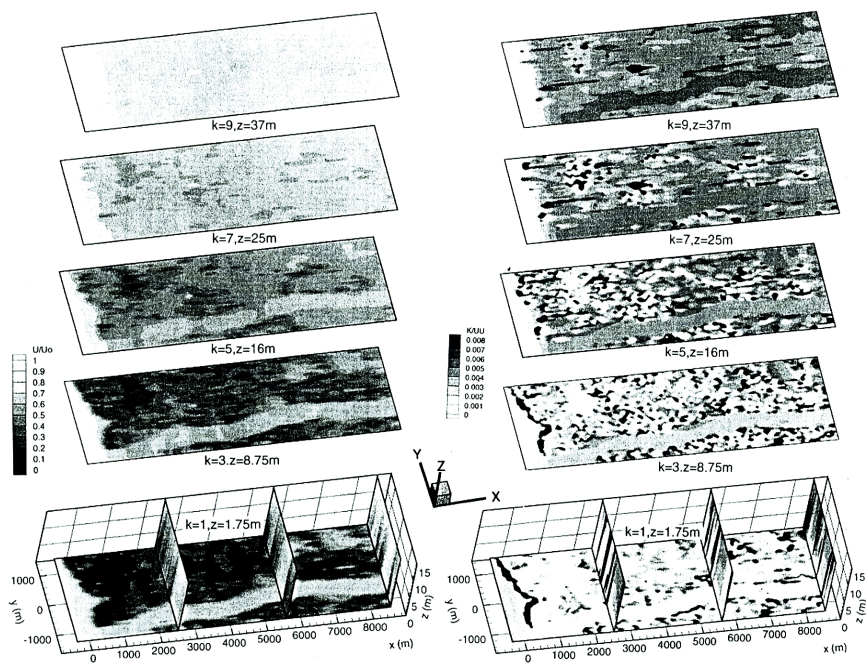 k=9,z=37m
k=9,z=37m
k=7,z=25m
k=7,z=25m
k=5,z=16m
k=5,z=16m
U/Uo
1
0.9
0.8
0.7
0.6
0.5
0.4
0.3
0.2
0.1
0
K/UU
0.008
0.007
0.006
0.005
0.004
0.003
0.002
0.001
0
k=3.z=8.75m
k=3.z=8.75m
Y
Z
X
k=1,z=1.75m
k=1,z=1.75m
1000
0
-1000
y (m)
0 1000 2000 3000 4000 5000 6000 7000 8000
x (m)
15
10
5
0
z (m)
1000
0
-1000
y (m)
0 1000 2000 3000 4000 5000 6000 7000 8000
x (m)
15
10
5
0
z (m)